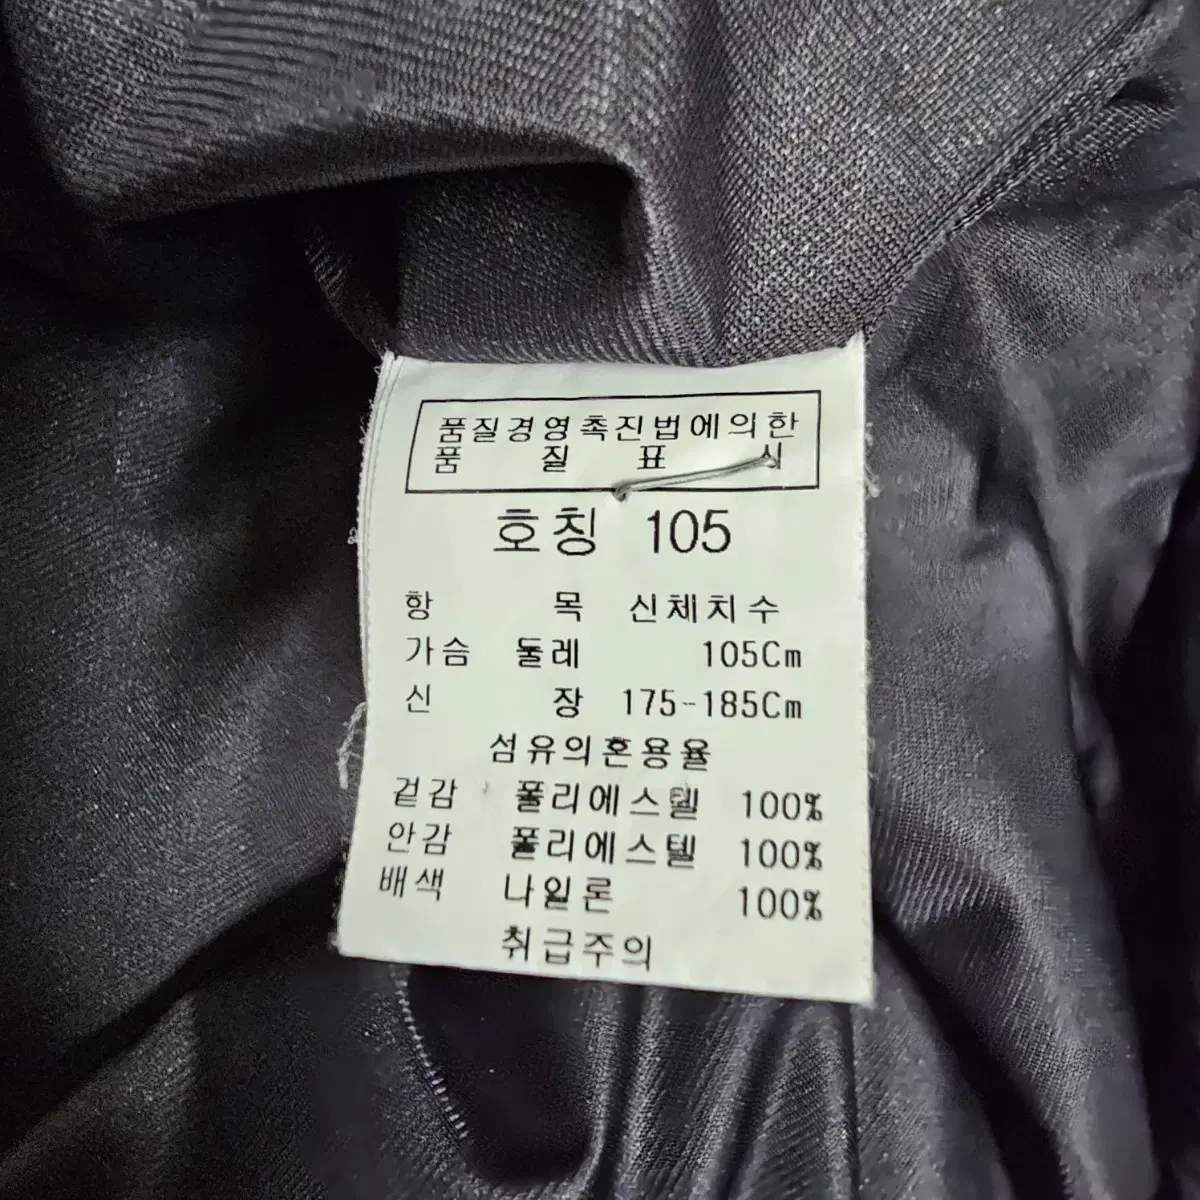 품질경영촉진법에의한
품 질 표 시
호칭 105
항 목 신체치수
가슴 둘레 105Cm
신 장 175-185Cm
섬유의혼용율
겉감 폴리에스텔 100%
안감 폴리에스텔 100%
배색 나일론 100%
취급주의